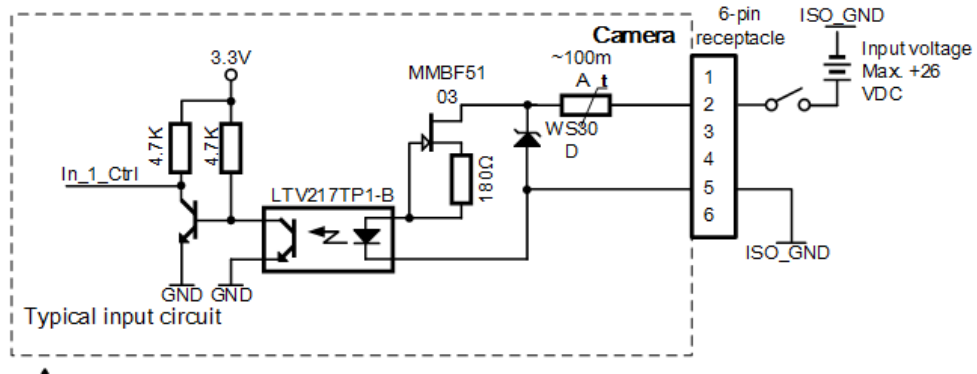 6-pin
receptacle
ISO_GND
Camera
Input voltage
Max. +26
VDC
~100m
A t
MMBF51
03
3.3V
WS30
D
1
2
3
4
5
6
4.7K
4.7K
180Ω
In_1_Ctrl
LTV217TP1-B
ISO_GND
GND
GND
Typical input circuit